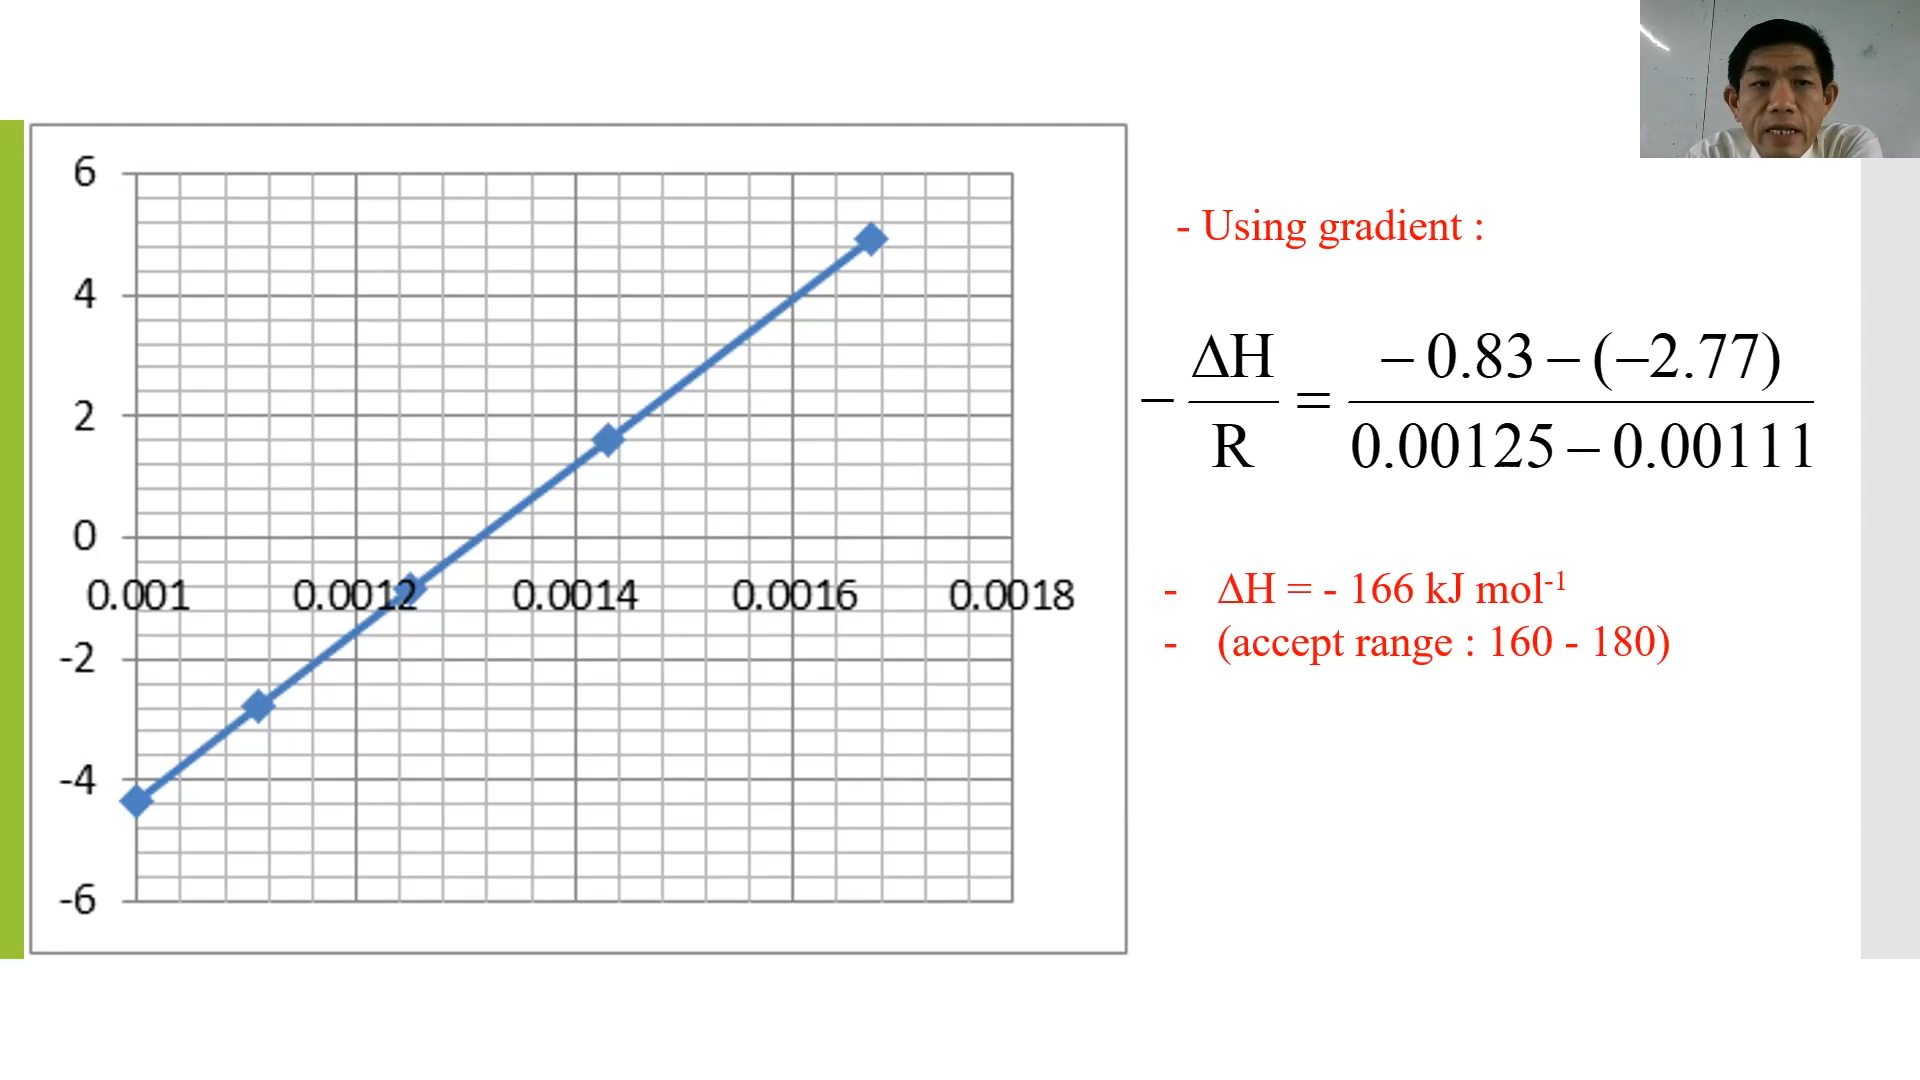 6
4
2
0
-2
-4
-6
0.001 0.0012 0.0014 0.0016 0.0018
- Using gradient :
− ΔH / R = − 0.83 − (−2.77) / 0.00125 − 0.00111
- ΔH = - 166 kJ mol⁻¹
- (accept range : 160 - 180)